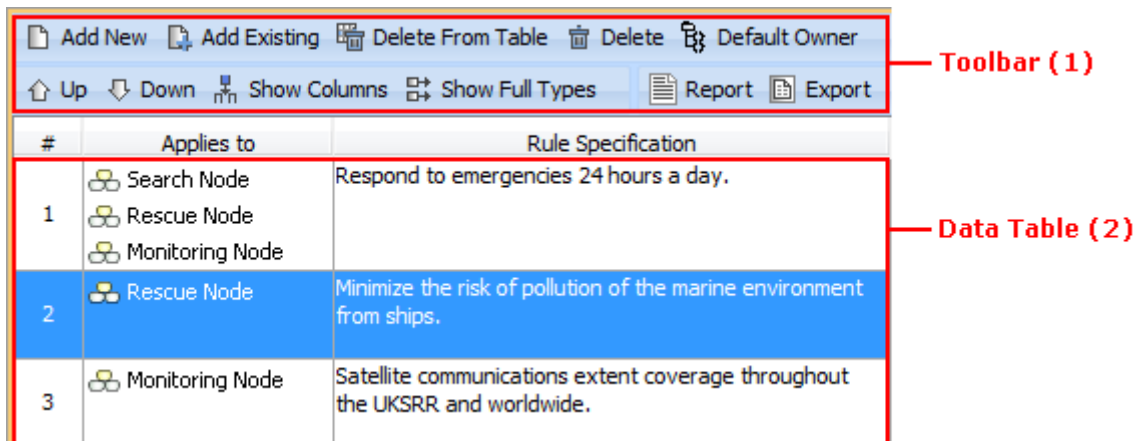 Add New Add Existing Delete From Table Delete Default Owner
Up Down Show Columns Show Full Types Report Export
Toolbar (1)
# Applies to Rule Specification
1 Search Node Respond to emergencies 24 hours a day.
Rescue Node
Monitoring Node
Data Table (2)
2 Rescue Node Minimize the risk of pollution of the marine environment
from ships.
3 Monitoring Node Satellite communications extent coverage throughout
the UKSRR and worldwide.